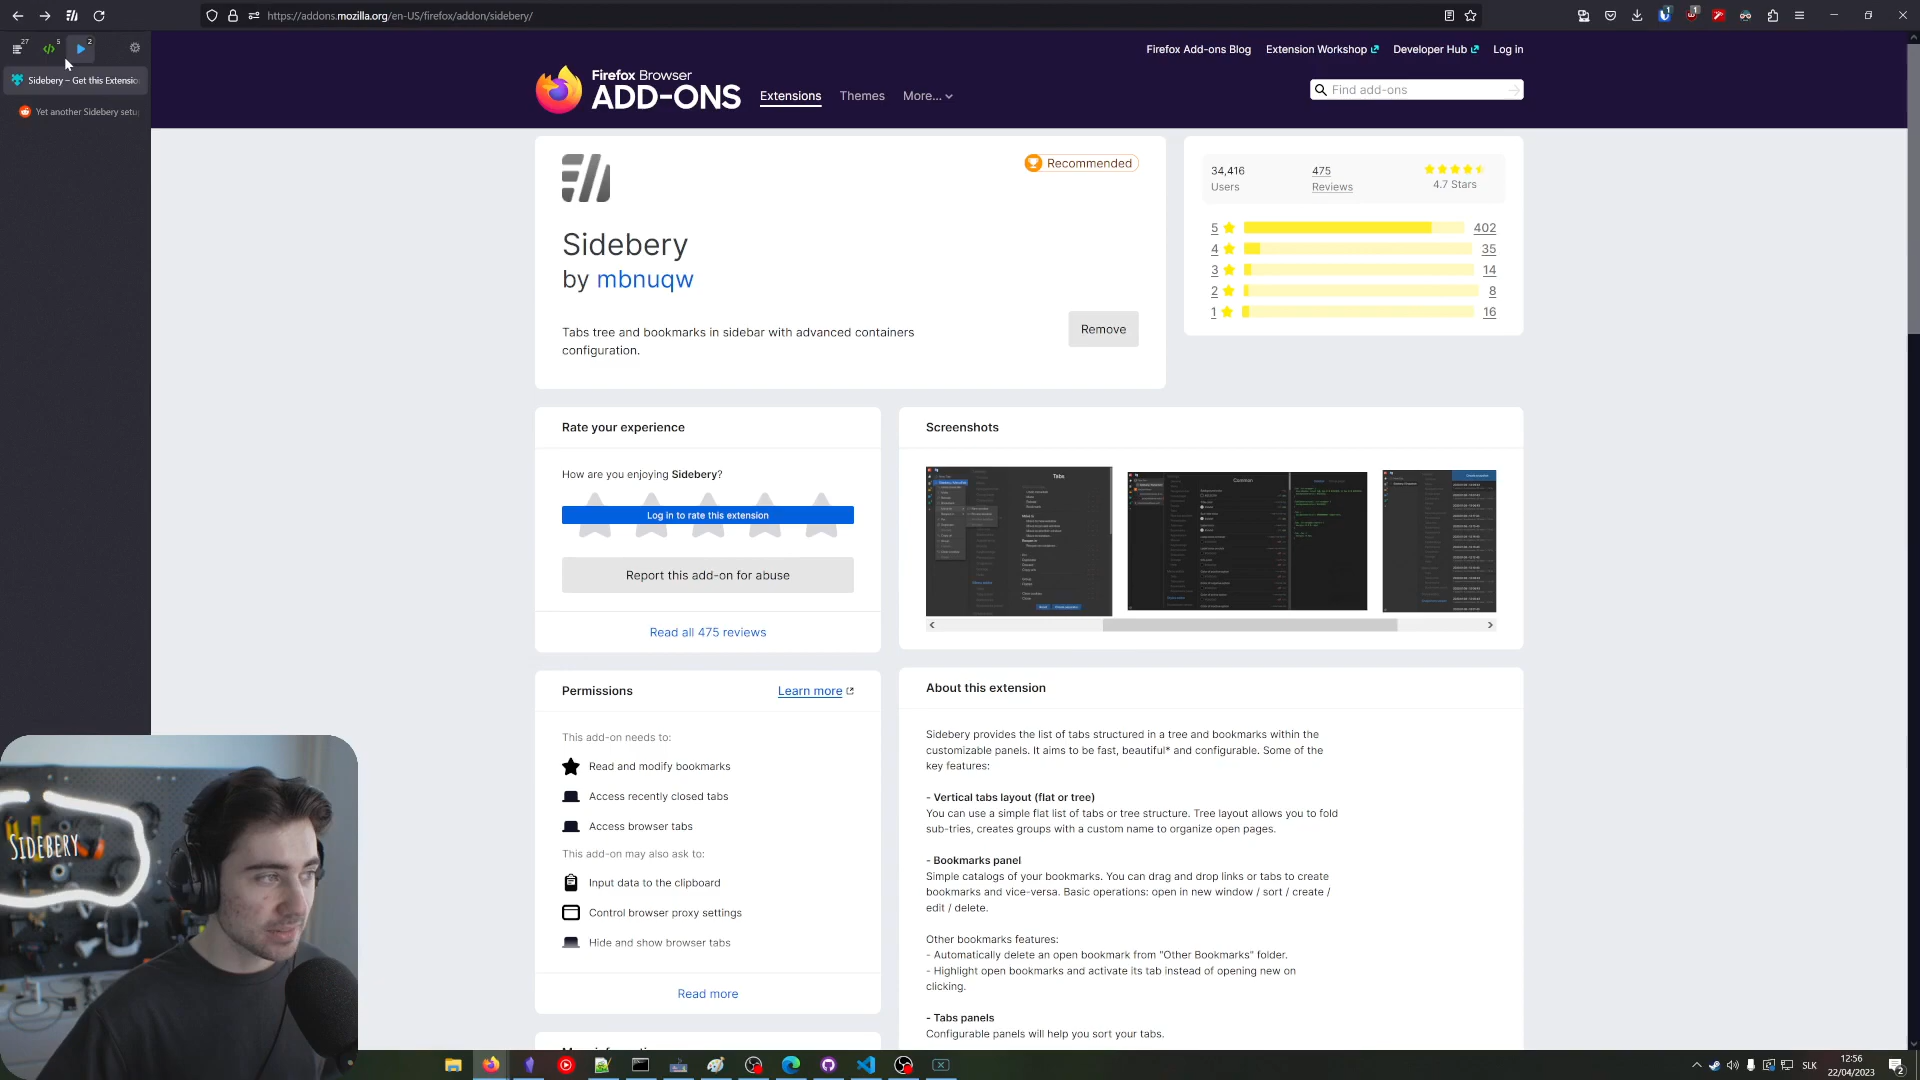 https://addons.mozilla.org/en-US/firefox/addon/sidebery/
1
1
27
5
2
Sidebery – Get this Extensio
Yet another Sidebery setu
Firefox Add-ons Blog
Extension Workshop
Developer Hub
Log in
Firefox Browser
ADD-ONS
Extensions
Themes
More...
Find add-ons
Recommended
Sidebery
by mbnuqw
Tabs tree and bookmarks in sidebar with advanced containers
configuration.
Remove
34,416
Users
475
Reviews
4.7 Stars
5 402
4 35
3 14
2 8
1 16
Rate your experience
How are you enjoying Sidebery?
Log in to rate this extension
Report this add-on for abuse
Read all 475 reviews
Screenshots
Tabs
Common
Permissions
Learn more
This add-on needs to:
Read and modify bookmarks
Access recently closed tabs
Access browser tabs
This add-on may also ask to:
Input data to the clipboard
Control browser proxy settings
Hide and show browser tabs
Read more
About this extension
Sidebery provides the list of tabs structured in a tree and bookmarks within the
customizable panels. It aims to be fast, beautiful* and configurable. Some of the
key features:
- Vertical tabs layout (flat or tree)
You can use a simple flat list of tabs or tree structure. Tree layout allows you to fold
sub-tries, creates groups with a custom name to organize open pages.
- Bookmarks panel
Simple catalogs of your bookmarks. You can drag and drop links or tabs to create
bookmarks and vice-versa. Basic operations: open in new window / sort / create /
edit / delete.
Other bookmarks features:
- Automatically delete an open bookmark from "Other Bookmarks" folder.
- Highlight open bookmarks and activate its tab instead of opening new on
clicking.
- Tabs panels
Configurable panels will help you sort your tabs.
SIDEBERY
SLK
12:56
22/04/2023
2